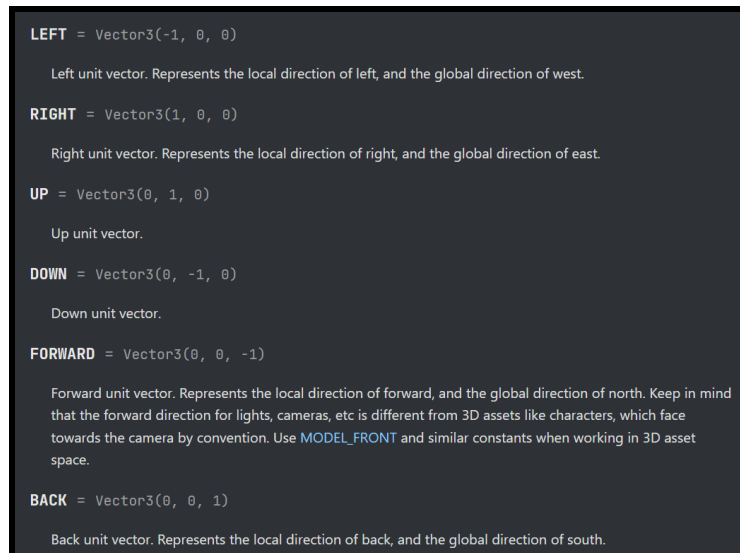 LEFT = Vector3(-1, 0, 0)
Left unit vector. Represents the local direction of left, and the global direction of west.
RIGHT = Vector3(1, 0, 0)
Right unit vector. Represents the local direction of right, and the global direction of east.
UP = Vector3(0, 1, 0)
Up unit vector.
DOWN = Vector3(0, -1, 0)
Down unit vector.
FORWARD = Vector3(0, 0, -1)
Forward unit vector. Represents the local direction of forward, and the global direction of north. Keep in mind
that the forward direction for lights, cameras, etc is different from 3D assets like characters, which face
towards the camera by convention. Use MODEL_FRONT and similar constants when working in 3D asset
space.
BACK = Vector3(0, 0, 1)
Back unit vector. Represents the local direction of back, and the global direction of south.